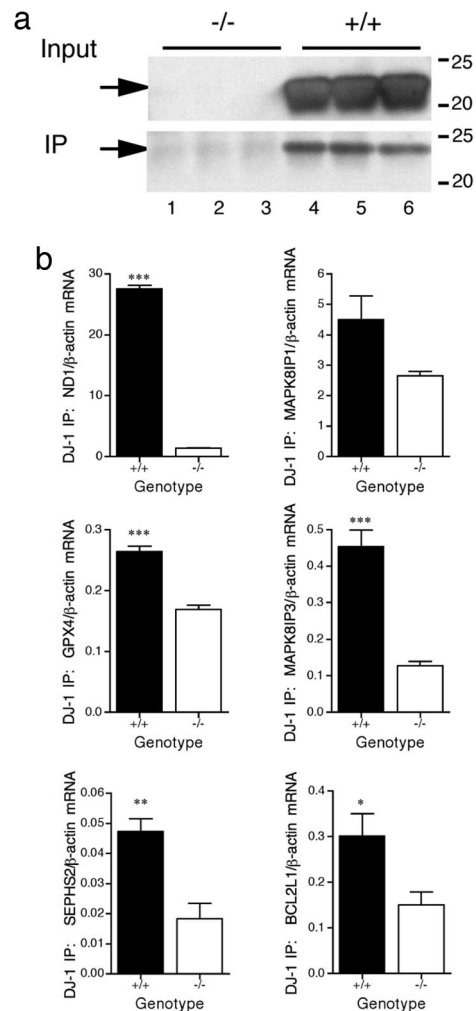 a
-/- +/+
Input
25
20
IP
25
20
1 2 3 4 5 6
b
DJ-1 IP: ND1/β-actin mRNA
30
20
10
0
***
+/+ -/-
Genotype
DJ-1 IP: MAPK8IP1/β-actin mRNA
6
5
4
3
2
1
0
+/+ -/-
Genotype
DJ-1 IP: GPX4/β-actin mRNA
0.3
0.2
0.1
0.0
***
+/+ -/-
Genotype
DJ-1 IP: MAPK8IP3/β-actin mRNA
0.5
0.4
0.3
0.2
0.1
0.0
***
+/+ -/-
Genotype
DJ-1 IP: SEPHS2/β-actin mRNA
0.06
0.05
0.04
0.03
0.02
0.01
0.00
**
+/+ -/-
Genotype
DJ-1 IP: BCL2L1/β-actin mRNA
0.4
0.3
0.2
0.1
0.0
*
+/+ -/-
Genotype